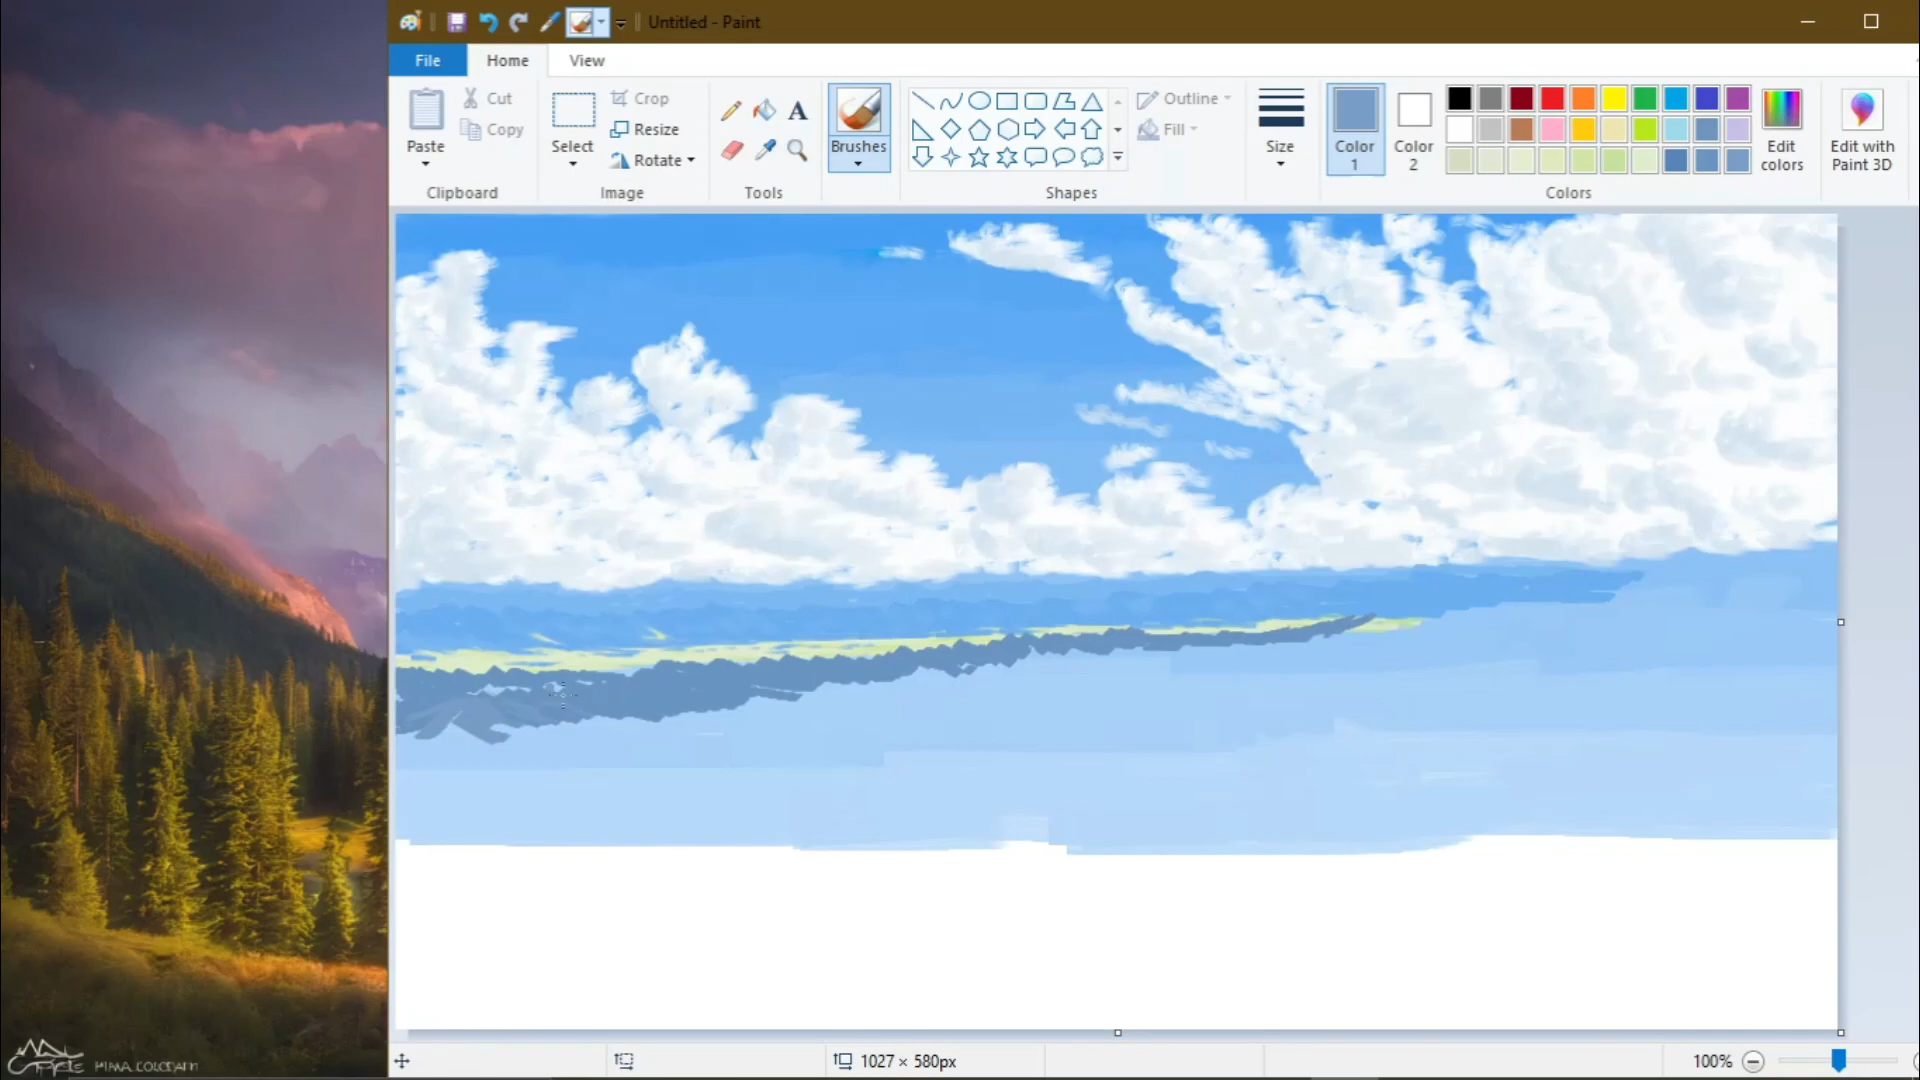 Untitled - Paint
File Home View
Paste
Cut
Copy
Clipboard
Select
Crop
Resize
Rotate
Image
A
Tools
Brushes
Shapes
Outline
Fill
Size
Color 1
Color 2
Edit colors
Colors
Edit with Paint 3D
1027 × 580px
100%